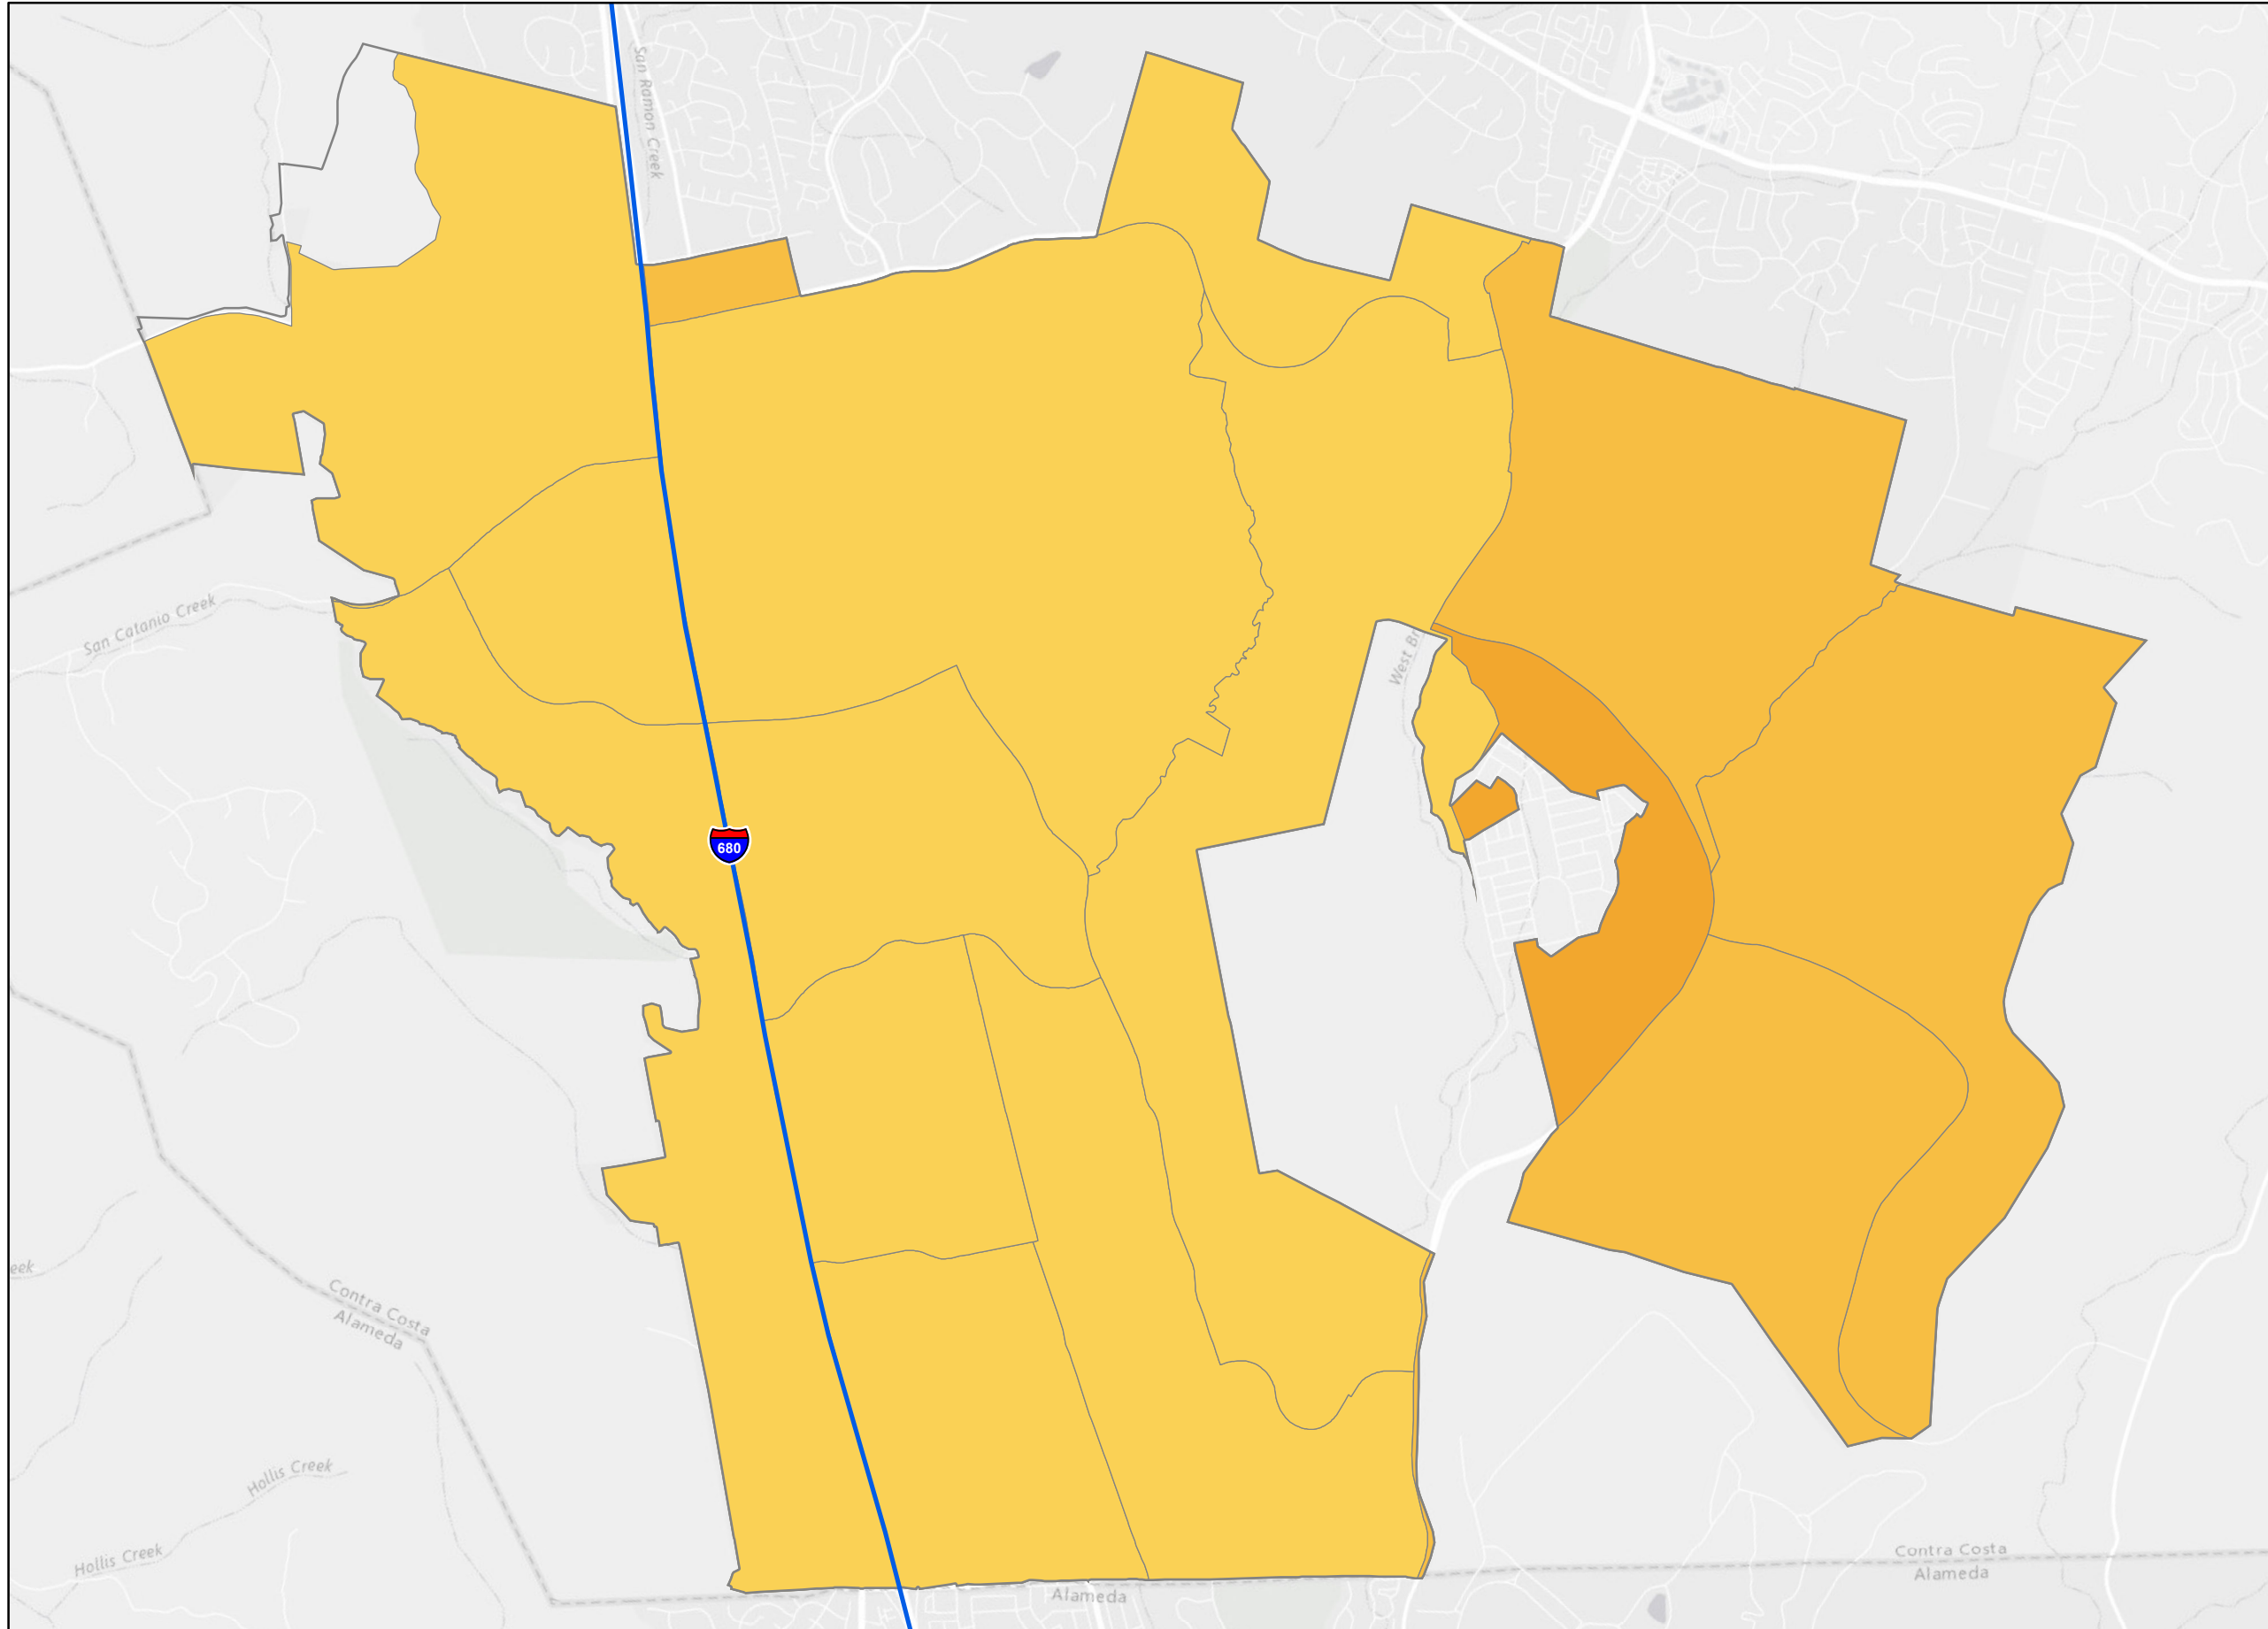 San Ramon Creek
San Catanio Creek
West Br
680
eek
Contra Costa
Alameda
Hollis Creek
Hollis Creek
Contra Costa
Alameda
Alameda